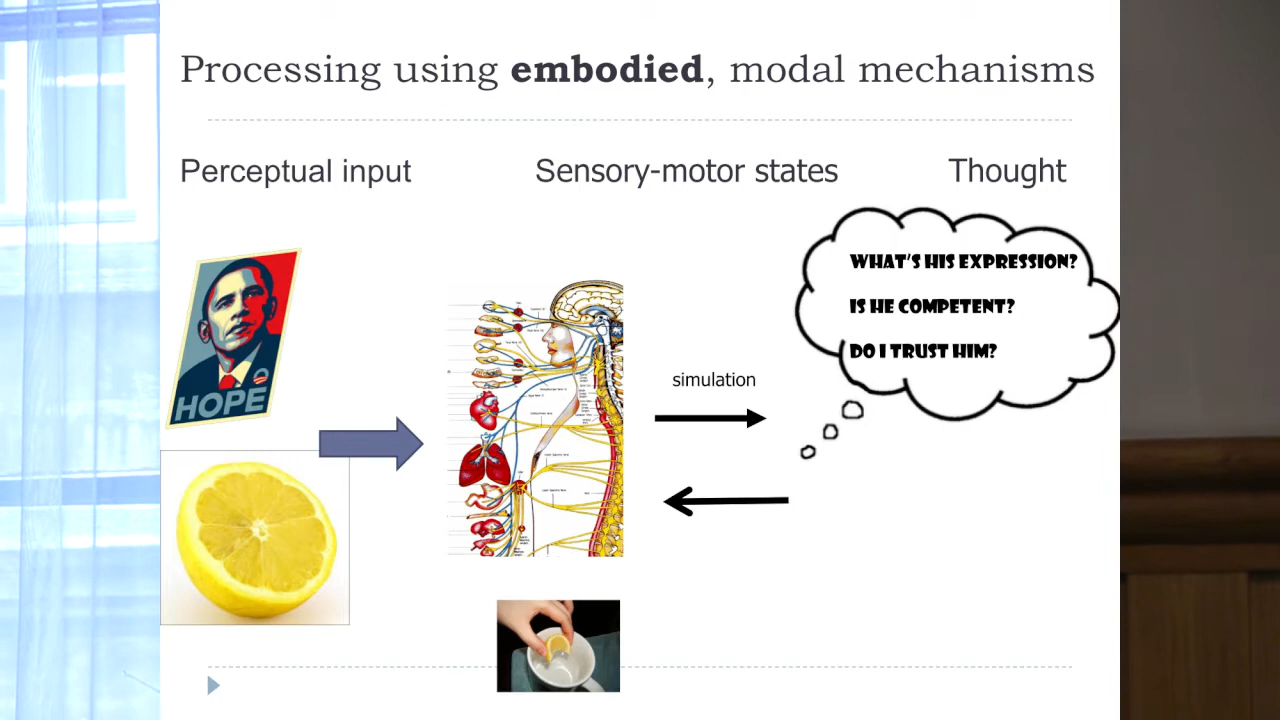 Processing using embodied, modal mechanisms
Perceptual input
Sensory-motor states
Thought
WHAT'S HIS EXPRESSION?
IS HE COMPETENT?
DO I TRUST HIM?
simulation
HOPE